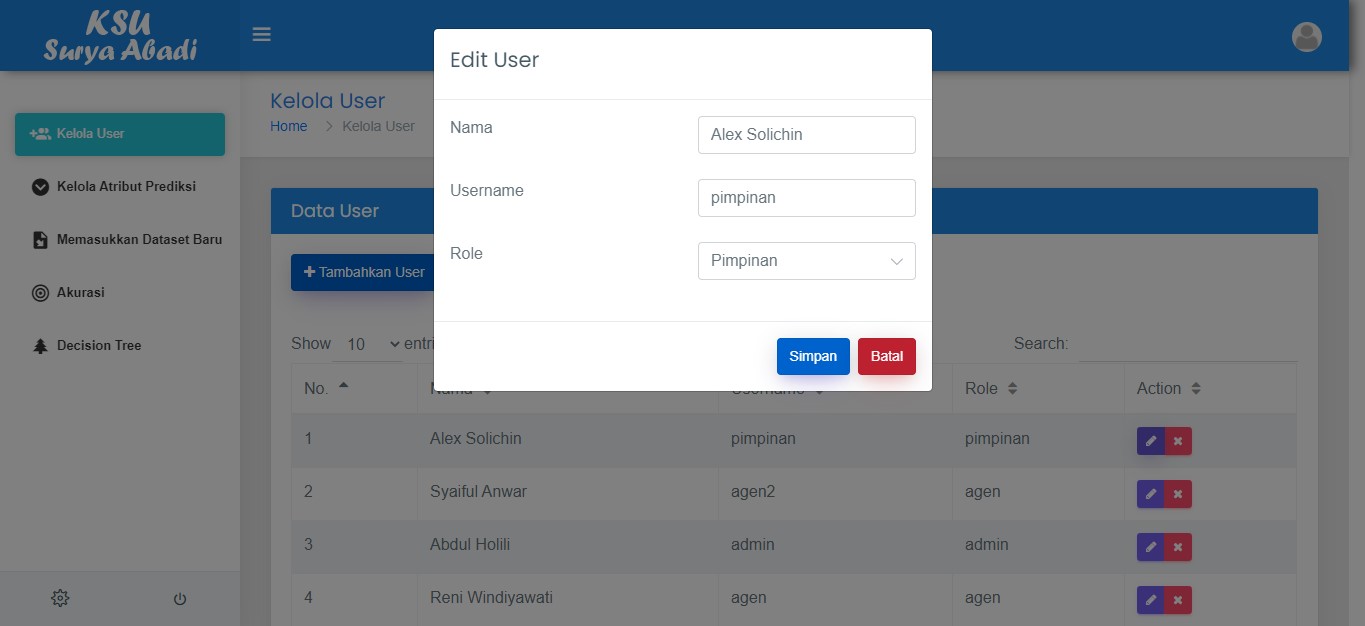 KSU
Surya Abadi
Kelola User
Kelola Atribut Prediksi
Memasukkan Dataset Baru
Akurasi
Decision Tree
Kelola User
Home > Kelola User
Data User
+ Tambahkan User
Show 10 entri
Search:
Edit User
Nama Alex Solichin
Username pimpinan
Role Pimpinan
Simpan Batal
No. Nama Username Role Action
1 Alex Solichin pimpinan pimpinan
2 Syaiful Anwar agen2 agen
3 Abdul Holili admin admin
4 Reni Windiyawati agen agen